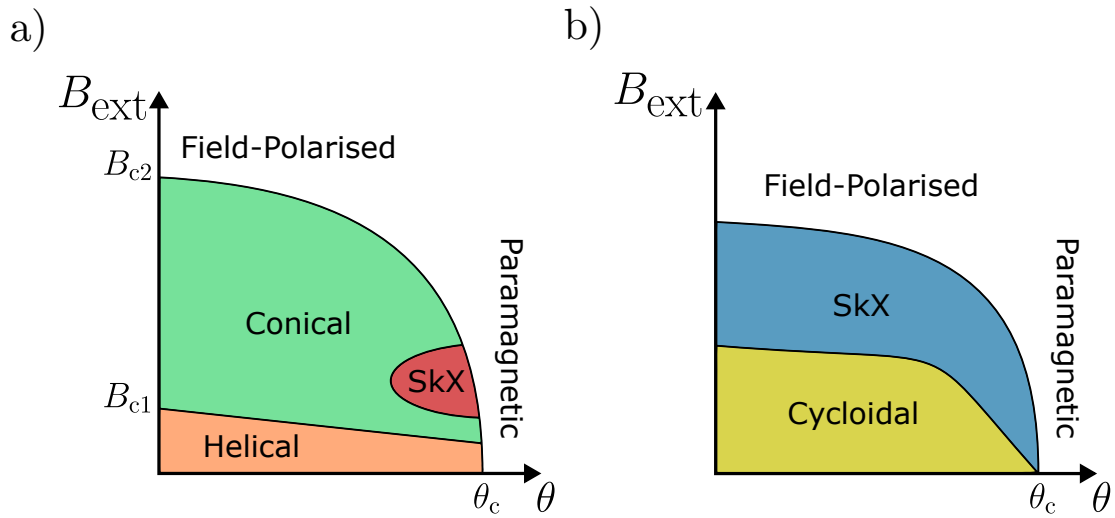 a)
B_ext
B_c2
Field-Polarised
Paramagnetic
Conical
SkX
B_c1
Helical
θ_c
θ
b)
B_ext
Field-Polarised
Paramagnetic
SkX
Cycloidal
θ_c
θ